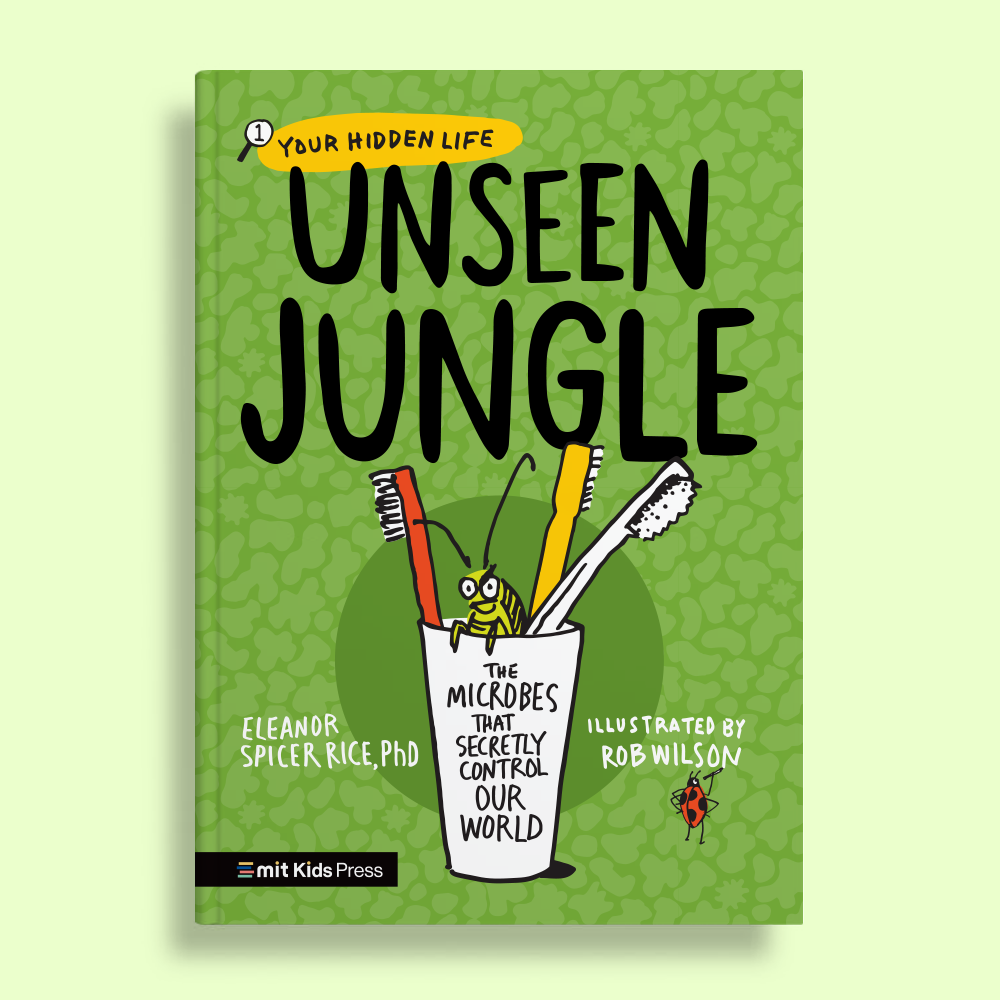 1
YOUR HIDDEN LIFE
UNSEEN
JUNGLE
THE
MICROBES
THAT
SECRETLY
CONTROL
OUR
WORLD
ELEANOR
SPICER RICE, PhD
ILLUSTRATED BY
ROB WILSON
mit Kids Press